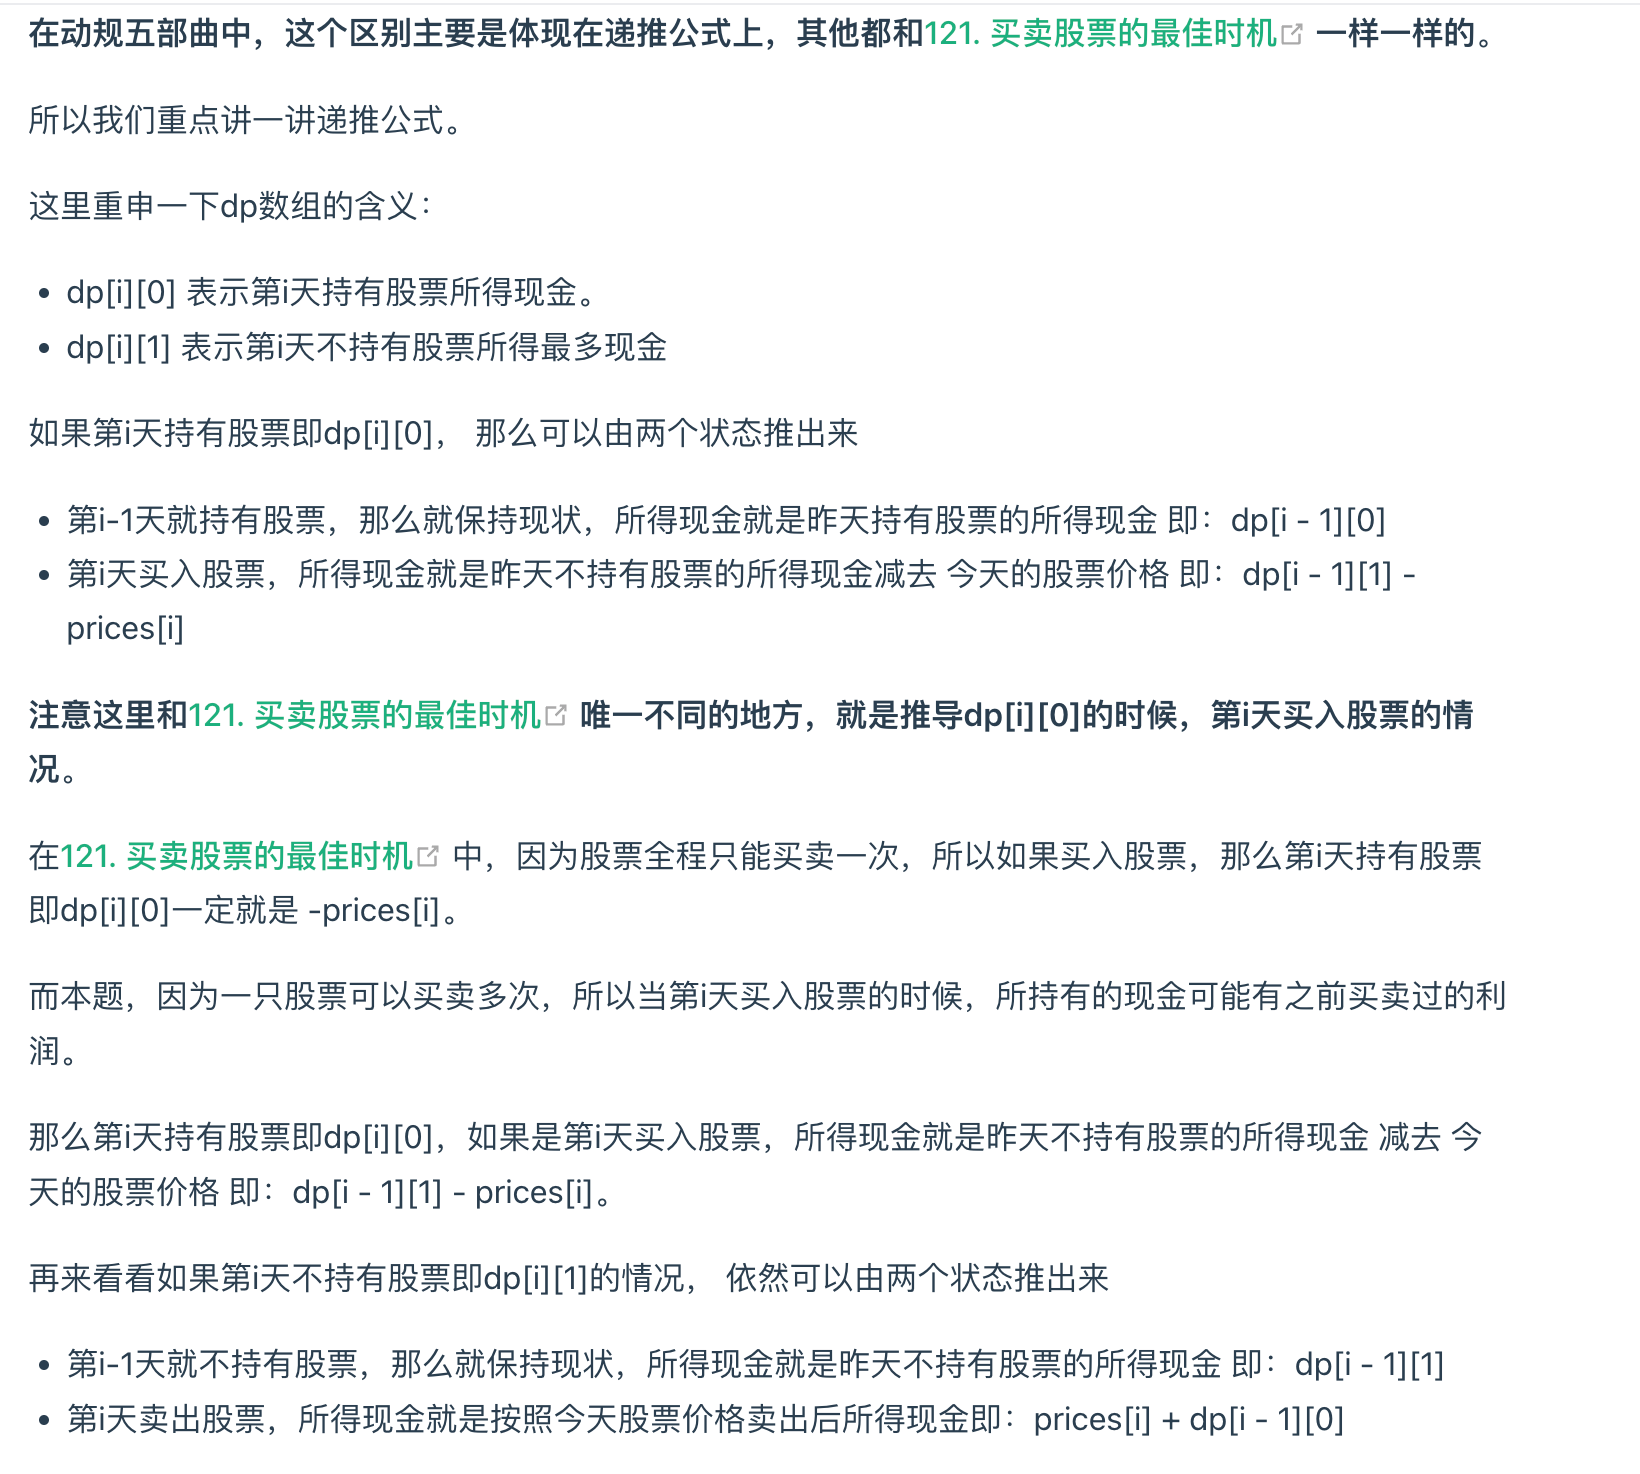 在动规五部曲中，这个区别主要是体现在递推公式上，其他都和121. 买卖股票的最佳时机 一样一样的。
所以我们重点讲一讲递推公式。
这里重申一下dp数组的含义：
• dp[i][0] 表示第i天持有股票所得现金。
• dp[i][1] 表示第i天不持有股票所得最多现金
如果第i天持有股票即dp[i][0]， 那么可以由两个状态推出来
• 第i-1天就持有股票，那么就保持现状，所得现金就是昨天持有股票的所得现金 即：dp[i - 1][0]
• 第i天买入股票，所得现金就是昨天不持有股票的所得现金减去 今天的股票价格 即：dp[i - 1][1] -
prices[i]
注意这里和121. 买卖股票的最佳时机 唯一不同的地方，就是推导dp[i][0]的时候，第i天买入股票的情
况。
在121. 买卖股票的最佳时机 中，因为股票全程只能买卖一次，所以如果买入股票，那么第i天持有股票
即dp[i][0]一定就是 -prices[i]。
而本题，因为一只股票可以买卖多次，所以当第i天买入股票的时候，所持有的现金可能有之前买卖过的利
润。
那么第i天持有股票即dp[i][0]，如果是第i天买入股票，所得现金就是昨天不持有股票的所得现金 减去 今
天的股票价格 即：dp[i - 1][1] - prices[i]。
再来看看如果第i天不持有股票即dp[i][1]的情况， 依然可以由两个状态推出来
• 第i-1天就不持有股票，那么就保持现状，所得现金就是昨天不持有股票的所得现金 即：dp[i - 1][1]
• 第i天卖出股票，所得现金就是按照今天股票价格卖出后所得现金即：prices[i] + dp[i - 1][0]